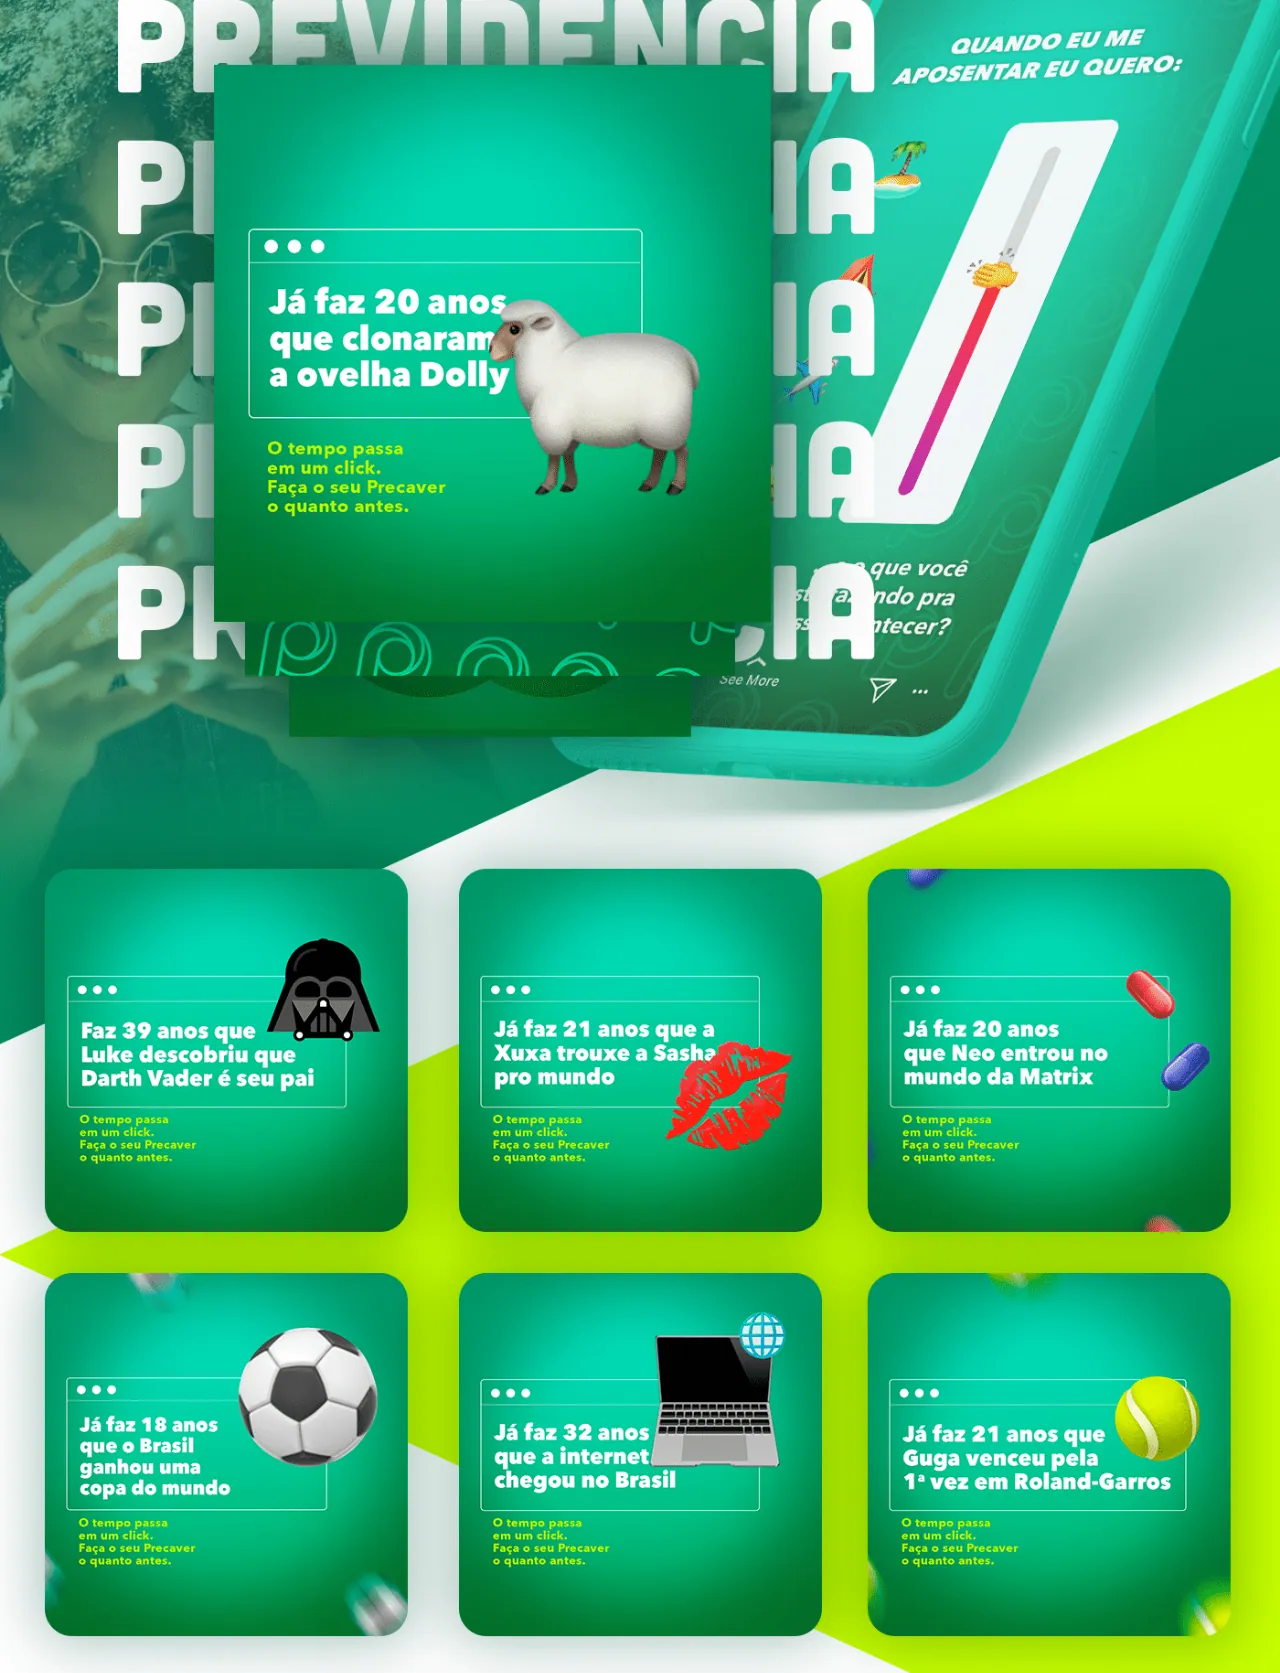 PREVIDENCIA
QUANDO EU ME
APOSENTAR EU QUERO:
Já faz 20 anos
que clonaram
a ovelha Dolly
O tempo passa
em um click.
Faça o seu Precaver
o quanto antes.
que você
pra
See More
Faz 39 anos que
Luke descobriu que
Darth Vader é seu pai
O tempo passa
em um click.
Faça o seu Precaver
o quanto antes.
Já faz 21 anos que a
Xuxa trouxe a Sasha
pro mundo
O tempo passa
em um click.
Faça o seu Precaver
o quanto antes.
Já faz 20 anos
que Neo entrou no
mundo da Matrix
O tempo passa
em um click.
Faça o seu Precaver
o quanto antes.
Já faz 18 anos
que o Brasil
ganhou uma
copa do mundo
O tempo passa
em um click.
Faça o seu Precaver
o quanto antes.
Já faz 32 anos
que a internet
chegou no Brasil
O tempo passa
em um click.
Faça o seu Precaver
o quanto antes.
Já faz 21 anos que
Guga venceu pela
1ª vez em Roland-Garros
O tempo passa
em um click.
Faça o seu Precaver
o quanto antes.